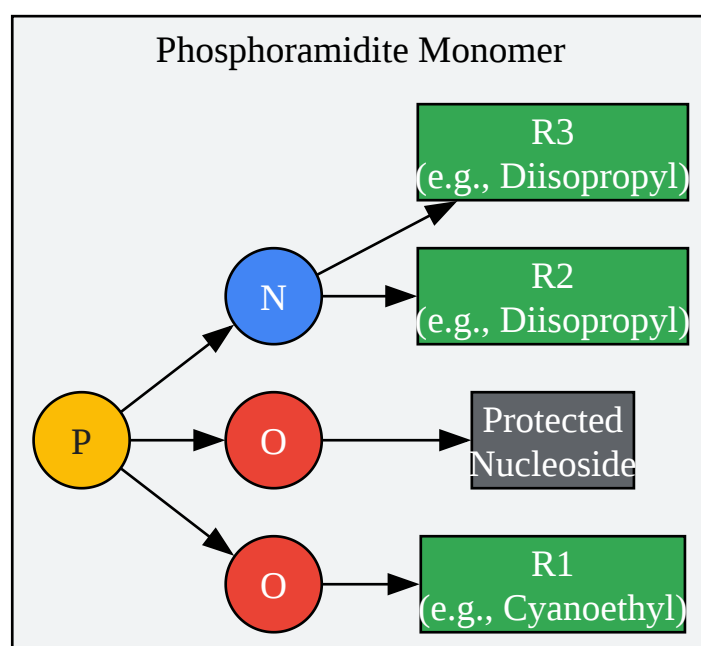 Phosphoramidite Monomer
R3
(e.g., Diisopropyl)
N
R2
(e.g., Diisopropyl)
P
O
Protected
Nucleoside
O
R1
(e.g., Cyanoethyl)